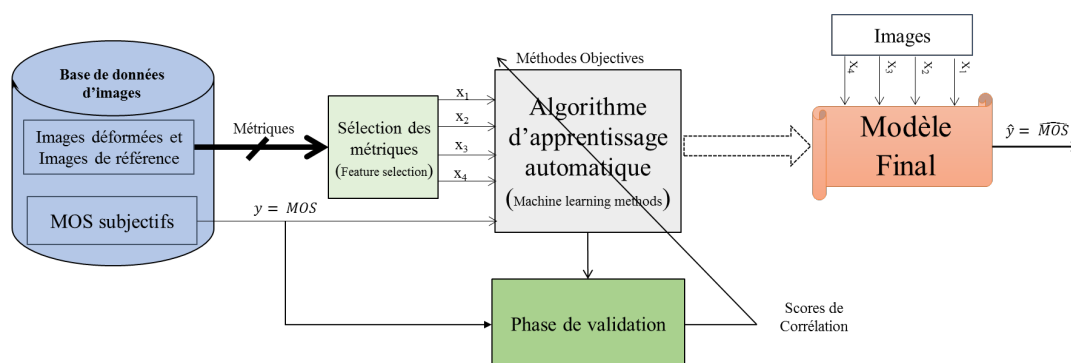 Base de données
d'images
Images déformées et
Images de référence
MOS subjectifs
Métriques
Sélection des
métriques
(Feature selection)
x1
x2
x3
x4
y = MOS
Méthodes Objectives
Algorithme
d'apprentissage
automatique
(Machine learning methods)
Phase de validation
Scores de
Corrélation
Images
X4
X3
X2
X1
Modèle
Final
ŷ = M̂OS